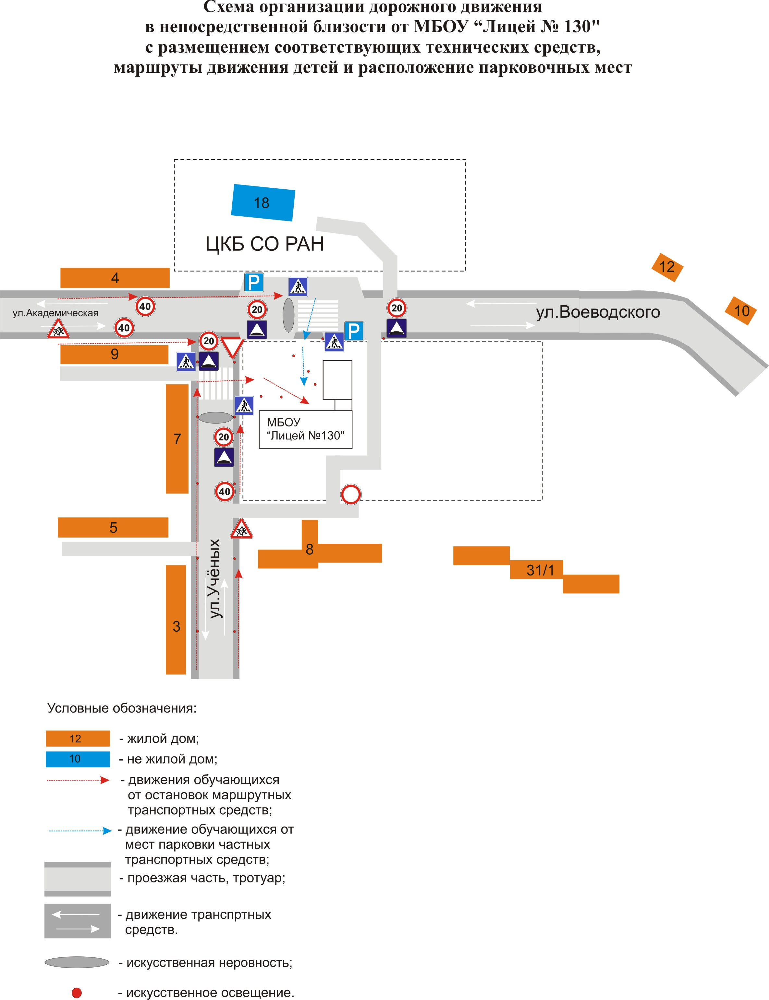 Схема организации дорожного движения
в непосредственной близости от МБОУ “Лицей № 130"
с размещением соответствующих технических средств,
маршруты движения детей и расположение парковочных мест
18
ЦКБ СО РАН
12
4
P
10
40
20
20
ул.Академическая
ул.Воеводского
40
P
20
9
7
МБОУ
“Лицей №130"
20
40
5
8
ул.Учёных
31/1
3
Условные обозначения:
12
- жилой дом;
10
- не жилой дом;
- движения обучающихся
от остановок маршрутных
транспортных средств;
- движение обучающихся от
мест парковки частных
транспортных средств;
- проезжая часть, тротуар;
- движение транспртных
средств.
- искусственная неровность;
- искусственное освещение.